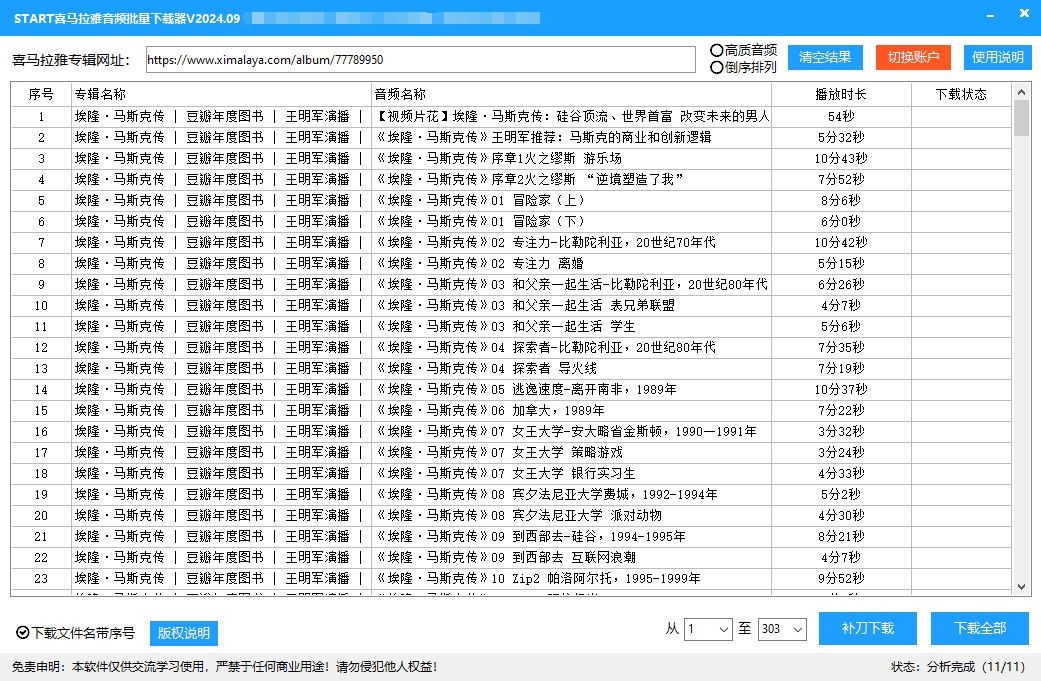 START喜马拉雅音频批量下载器V2024.09
喜马拉雅专辑网址： https://www.ximalaya.com/album/77789950 高质音频 倒序排列 清空结果 切换账户 使用说明
序号 专辑名称 音频名称 播放时长 下载状态
1 埃隆·马斯克传 | 豆瓣年度图书 | 王明军演播 | 【视频片花】埃隆·马斯克传：硅谷顶流、世界首富 改变未来的男人 54秒
2 埃隆·马斯克传 | 豆瓣年度图书 | 王明军演播 | 《埃隆·马斯克传》王明军推荐：马斯克的商业和创新逻辑 5分32秒
3 埃隆·马斯克传 | 豆瓣年度图书 | 王明军演播 | 《埃隆·马斯克传》序章1火之缪斯 游乐场 10分43秒
4 埃隆·马斯克传 | 豆瓣年度图书 | 王明军演播 | 《埃隆·马斯克传》序章2火之缪斯 “逆境塑造了我” 7分52秒
5 埃隆·马斯克传 | 豆瓣年度图书 | 王明军演播 | 《埃隆·马斯克传》01 冒险家（上） 8分6秒
6 埃隆·马斯克传 | 豆瓣年度图书 | 王明军演播 | 《埃隆·马斯克传》01 冒险家（下） 6分0秒
7 埃隆·马斯克传 | 豆瓣年度图书 | 王明军演播 | 《埃隆·马斯克传》02 专注力-比勒陀利亚，20世纪70年代 10分42秒
8 埃隆·马斯克传 | 豆瓣年度图书 | 王明军演播 | 《埃隆·马斯克传》02 专注力 离婚 5分15秒
9 埃隆·马斯克传 | 豆瓣年度图书 | 王明军演播 | 《埃隆·马斯克传》03 和父亲一起生活-比勒陀利亚，20世纪80年代 6分26秒
10 埃隆·马斯克传 | 豆瓣年度图书 | 王明军演播 | 《埃隆·马斯克传》03 和父亲一起生活 表兄弟联盟 4分7秒
11 埃隆·马斯克传 | 豆瓣年度图书 | 王明军演播 | 《埃隆·马斯克传》03 和父亲一起生活 学生 5分6秒
12 埃隆·马斯克传 | 豆瓣年度图书 | 王明军演播 | 《埃隆·马斯克传》04 探索者-比勒陀利亚，20世纪80年代 7分35秒
13 埃隆·马斯克传 | 豆瓣年度图书 | 王明军演播 | 《埃隆·马斯克传》04 探索者 导火线 7分19秒
14 埃隆·马斯克传 | 豆瓣年度图书 | 王明军演播 | 《埃隆·马斯克传》05 逃逸速度-离开南非，1989年 10分37秒
15 埃隆·马斯克传 | 豆瓣年度图书 | 王明军演播 | 《埃隆·马斯克传》06 加拿大，1989年 7分22秒
16 埃隆·马斯克传 | 豆瓣年度图书 | 王明军演播 | 《埃隆·马斯克传》07 女王大学-安大略省金斯顿，1990—1991年 3分32秒
17 埃隆·马斯克传 | 豆瓣年度图书 | 王明军演播 | 《埃隆·马斯克传》07 女王大学 策略游戏 3分24秒
18 埃隆·马斯克传 | 豆瓣年度图书 | 王明军演播 | 《埃隆·马斯克传》07 女王大学 银行实习生 4分33秒
19 埃隆·马斯克传 | 豆瓣年度图书 | 王明军演播 | 《埃隆·马斯克传》08 宾夕法尼亚大学费城，1992-1994年 5分2秒
20 埃隆·马斯克传 | 豆瓣年度图书 | 王明军演播 | 《埃隆·马斯克传》08 宾夕法尼亚大学 派对动物 4分30秒
21 埃隆·马斯克传 | 豆瓣年度图书 | 王明军演播 | 《埃隆·马斯克传》09 到西部去-硅谷，1994-1995年 8分21秒
22 埃隆·马斯克传 | 豆瓣年度图书 | 王明军演播 | 《埃隆·马斯克传》09 到西部去 互联网浪潮 4分7秒
23 埃隆·马斯克传 | 豆瓣年度图书 | 王明军演播 | 《埃隆·马斯克传》10 Zip2 帕洛阿尔托，1995-1999年 9分52秒
下载文件名带序号 版权说明 从 1 至 303 补刀下载 下载全部
免责申明：本软件仅供交流学习使用，严禁于任何商业用途！请勿侵犯他人权益！ 状态：分析完成（11/11）